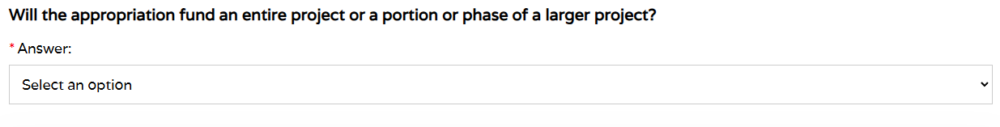 Will the appropriation fund an entire project or a portion or phase of a larger project?
* Answer:
Select an option